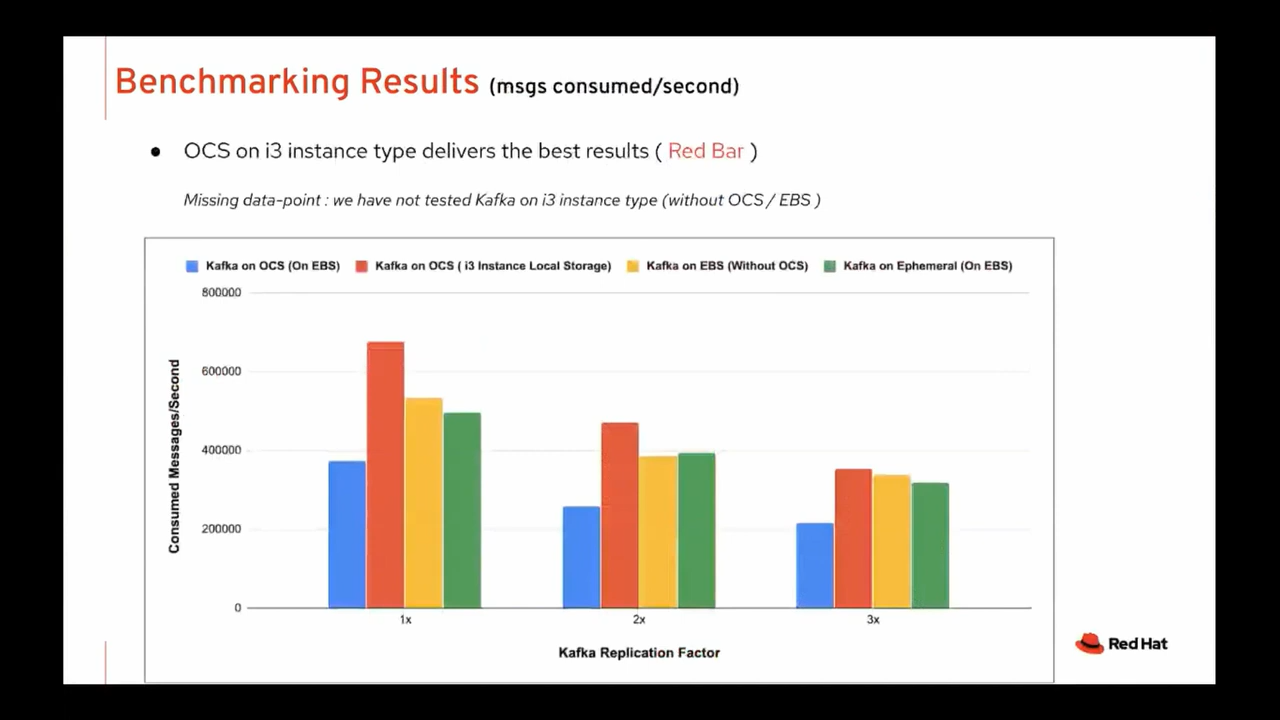 Benchmarking Results (msgs consumed/second)
● OCS on i3 instance type delivers the best results ( Red Bar )
Missing data-point : we have not tested Kafka on i3 instance type (without OCS / EBS )
Kafka on OCS (On EBS) Kafka on OCS ( i3 Instance Local Storage) Kafka on EBS (Without OCS) Kafka on Ephemeral (On EBS)
800000
600000
400000
200000
0
Consumed Messages/Second
1x 2x 3x
Kafka Replication Factor
Red Hat